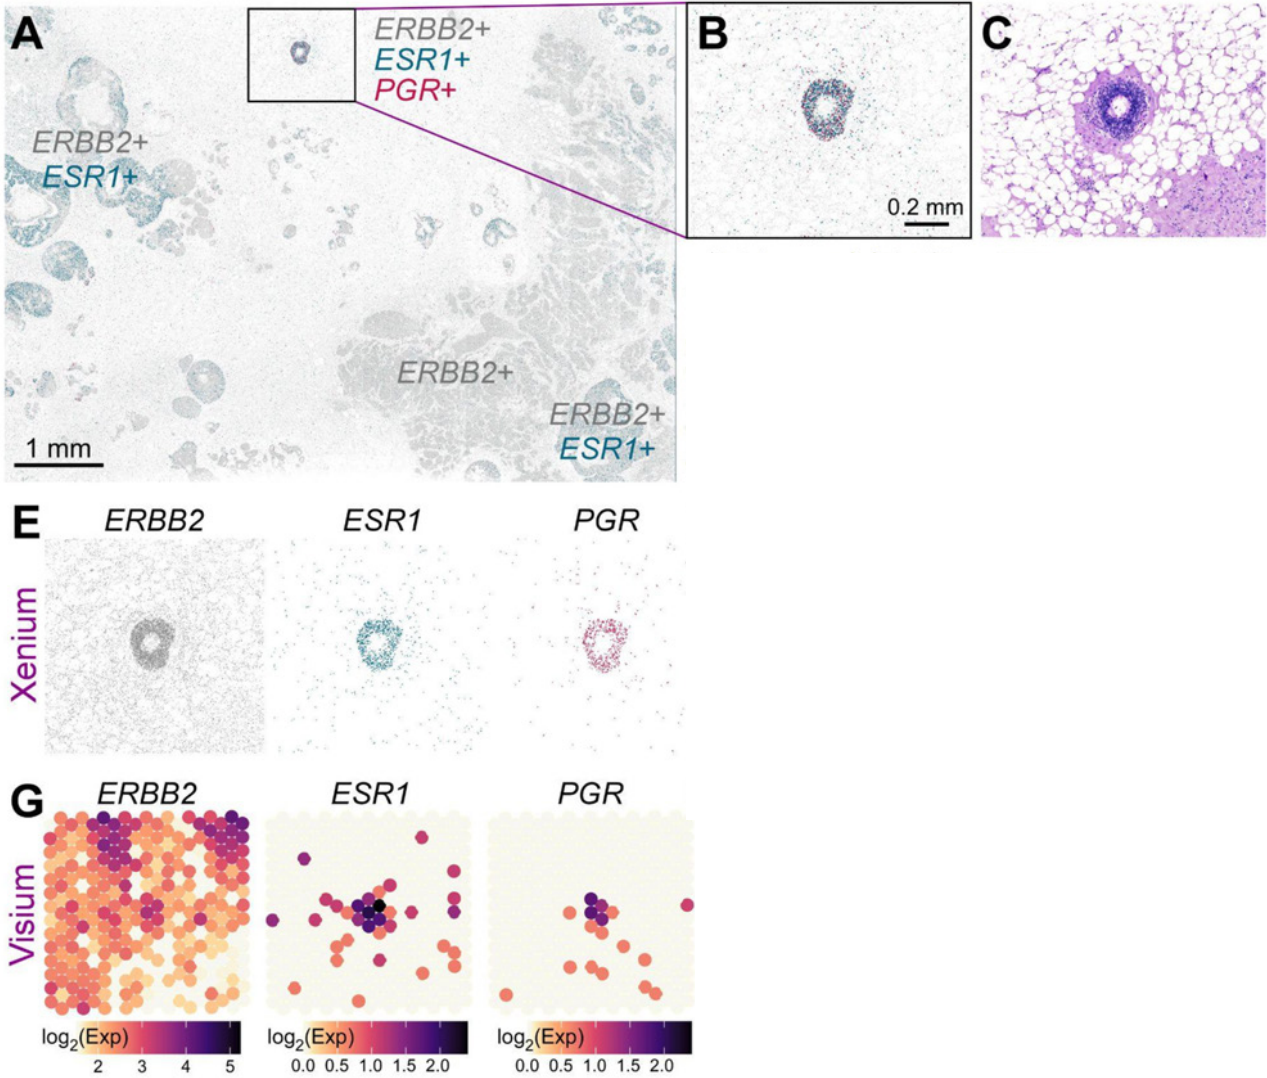 A
ERBB2+
ESR1+
PGR+
ERBB2+
ESR1+
ERBB2+
ERBB2+
ESR1+
1 mm
B
0.2 mm
C
E
ERBB2 ESR1 PGR
Xenium
G
ERBB2 ESR1 PGR
Visium
log2(Exp) log2(Exp) log2(Exp)
2 3 4 5 0.0 0.5 1.0 1.5 2.0 0.0 0.5 1.0 1.5 2.0